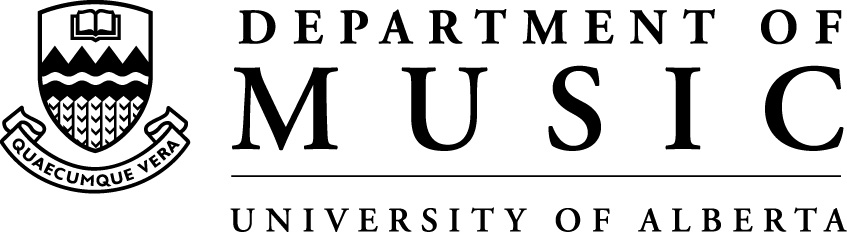 DEPARTMENT OF
MUSIC
UNIVERSITY OF ALBERTA
QUAECUMQUE VERA